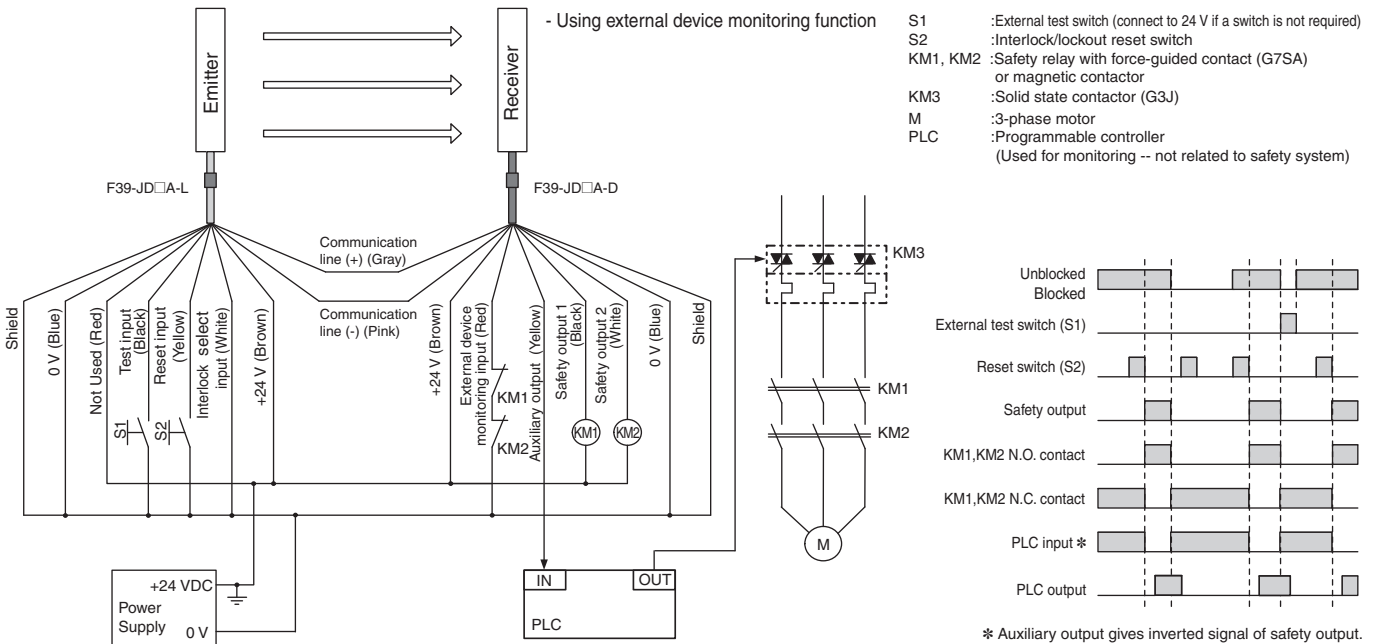 - Using external device monitoring function
S1 :External test switch (connect to 24 V if a switch is not required)
S2 :Interlock/lockout reset switch
KM1, KM2 :Safety relay with force-guided contact (G7SA)
or magnetic contactor
KM3 :Solid state contactor (G3J)
M :3-phase motor
PLC :Programmable controller
(Used for monitoring -- not related to safety system)
Emitter
Receiver
F39-JD□A-L
F39-JD□A-D
Communication
line (+) (Gray)
Communication
line (-) (Pink)
Shield
0 V (Blue)
Not Used (Red)
Test input
(Black)
Reset input
(Yellow)
Interlock select
input (White)
+24 V (Brown)
+24 V (Brown)
External device
monitoring input (Red)
Auxiliary output (Yellow)
Safety output 1
(Black)
Safety output 2
(White)
0 V (Blue)
Shield
S1
S2
KM1
KM2
KM1
KM2
KM3
KM1
KM2
M
+24 VDC
Power
Supply
0 V
IN
OUT
PLC
Unblocked
Blocked
External test switch (S1)
Reset switch (S2)
Safety output
KM1,KM2 N.O. contact
KM1,KM2 N.C. contact
PLC input ✻
PLC output
✻ Auxiliary output gives inverted signal of safety output.